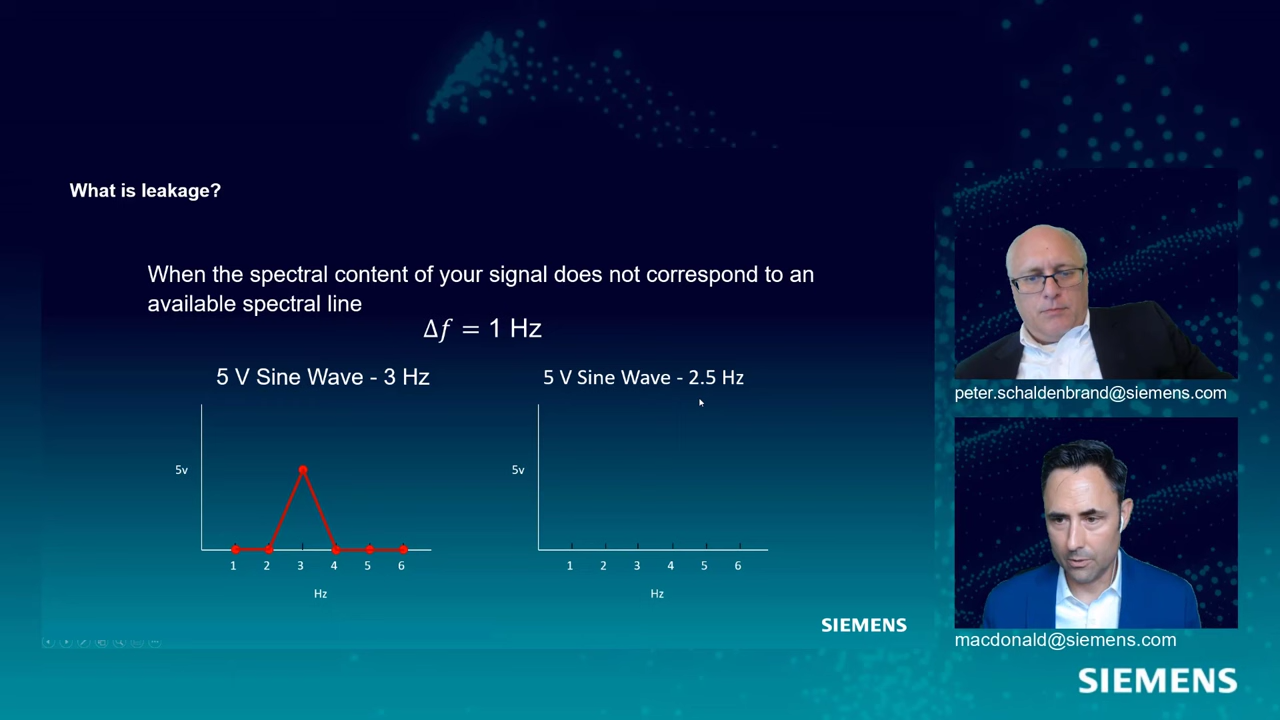 What is leakage?
When the spectral content of your signal does not correspond to an
available spectral line
Δf = 1 Hz
5 V Sine Wave - 3 Hz
5v
1 2 3 4 5 6
Hz
5 V Sine Wave - 2.5 Hz
5v
1 2 3 4 5 6
Hz
SIEMENS
peter.schaldenbrand@siemens.com
macdonald@siemens.com
SIEMENS